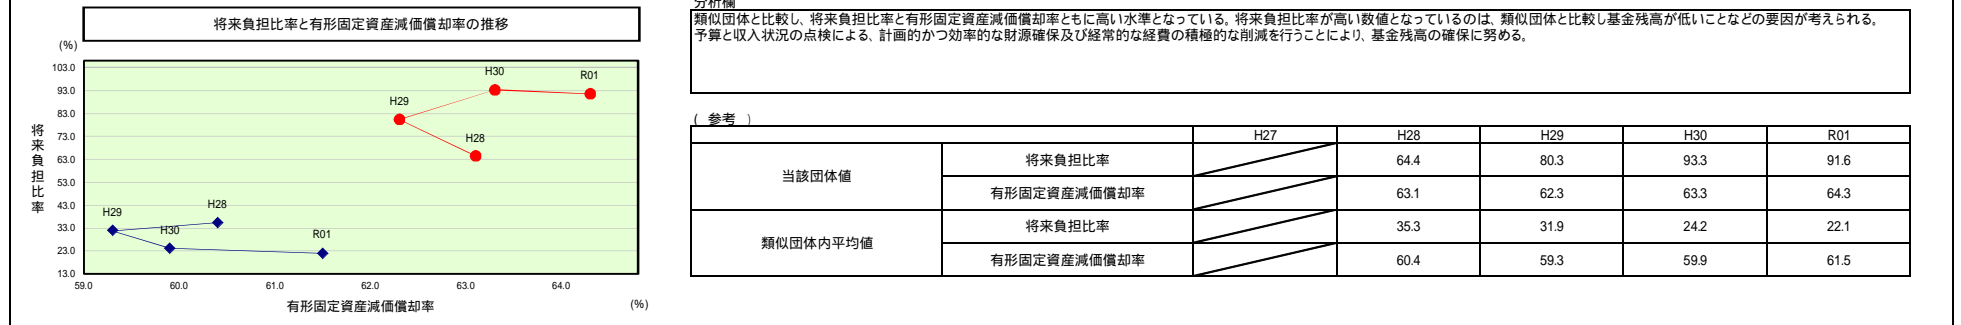 将来負担比率と有形固定資産減価償却率の推移
(%)
103.0
93.0
83.0
73.0
63.0
53.0
43.0
33.0
23.0
13.0
将来負担比率
H30
R01
H29
H28
H29
H28
H30
R01
59.0 60.0 61.0 62.0 63.0 64.0
有形固定資産減価償却率
(%)
分析欄
類似団体と比較し、将来負担比率と有形固定資産減価償却率ともに高い水準となっている。将来負担比率が高い数値となっているのは、類似団体と比較し基金残高が低いことなどの要因が考えられる。
予算と収入状況の点検による、計画的かつ効率的な財源確保及び経常的な経費の積極的な削減を行うことにより、基金残高の確保に努める。
( 参考 )
H27 H28 H29 H30 R01
当該団体値
将来負担比率 64.4 80.3 93.3 91.6
有形固定資産減価償却率 63.1 62.3 63.3 64.3
類似団体内平均値
将来負担比率 35.3 31.9 24.2 22.1
有形固定資産減価償却率 60.4 59.3 59.9 61.5